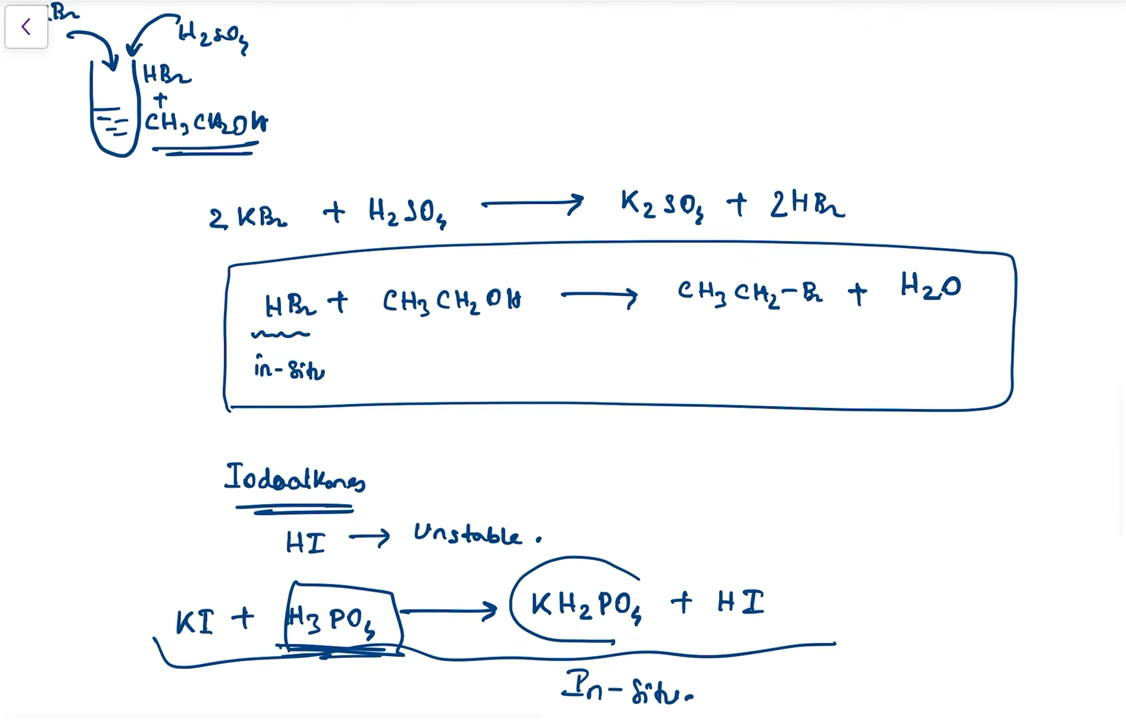 Br
H₂SO₄
HBr
+
CH₃CH₂OH
2 KBr + H₂SO₄ ⟶ K₂SO₄ + 2HBr
HBr + CH₃CH₂OH ⟶ CH₃CH₂-Br + H₂O
in-situ
Iodoalkanes
HI → Unstable.
KI + H₃PO₄ ⟶ KH₂PO₄ + HI
In-situ.